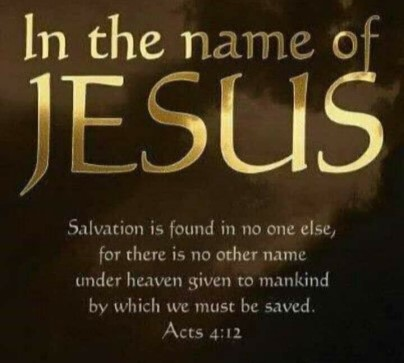 In the name of
JESUS
Salvation is found in no one else,
for there is no other name
under heaven given to mankind
by which we must be saved.
Acts 4:12